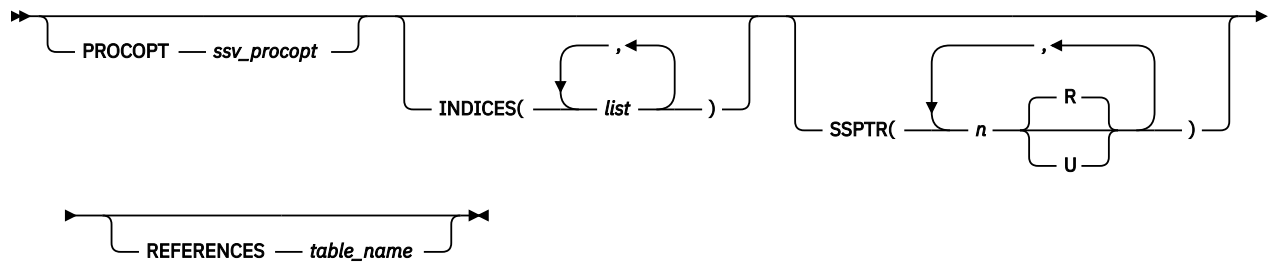 PROCOPT ssv_procopt
,
INDICES( list )
,
R
SSPTR( n )
U
REFERENCES table_name